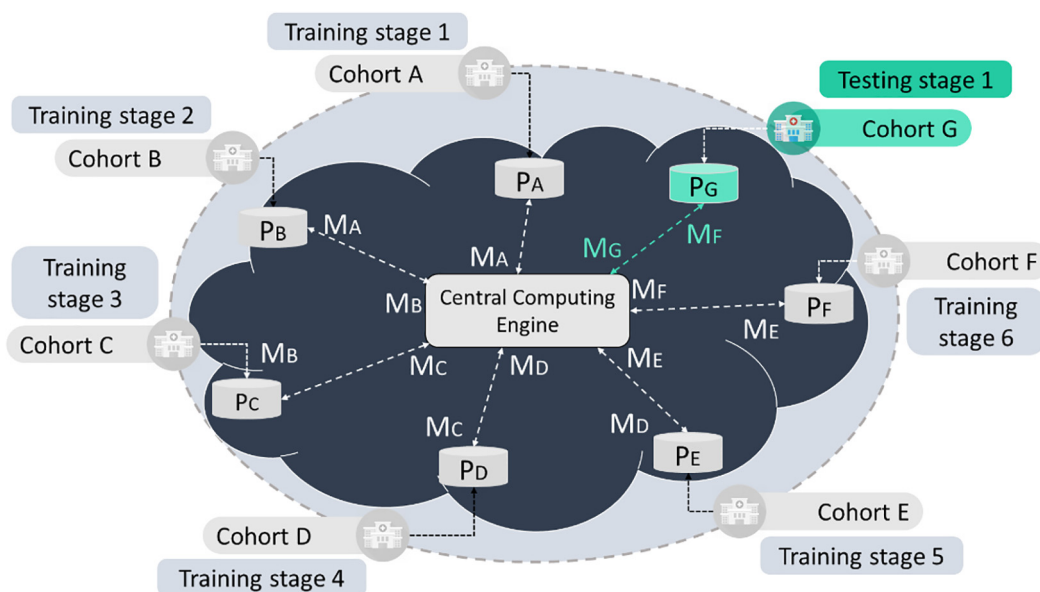 Training stage 1
Cohort A
Testing stage 1
Cohort G
Training stage 2
Cohort B
PA
PG
PB
MA
MG
MF
MA
Training
stage 3
Cohort C
MB
Central Computing
Engine
MF
PF
ME
Cohort F
Training
stage 6
MB
MC
MD
ME
PC
MC
MD
PD
PE
Cohort D
Training stage 4
Cohort E
Training stage 5